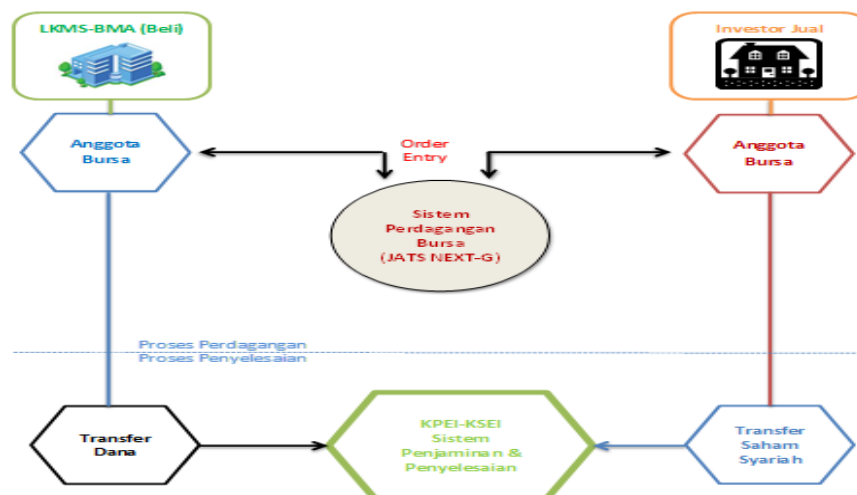 LKMS-BMA (Beli)
Investor Jual
Anggota
Bursa
Order
Entry
Anggota
Bursa
Sistem
Perdagangan
Bursa
(JATS NEXT-G)
Proses Perdagangan
Proses Penyelesaian
Transfer
Dana
KPEI-KSEI
Sistem
Penjaminan &
Penyelesaian
Transfer
Saham
Syariah